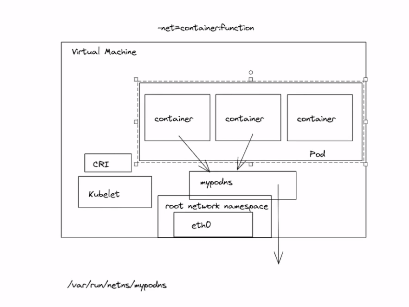 -net=container:function
Virtual Machine
container
container
container
Pod
CRI
Kubelet
mypodns
root network namespace
eth0
/var/run/netns/mypodns